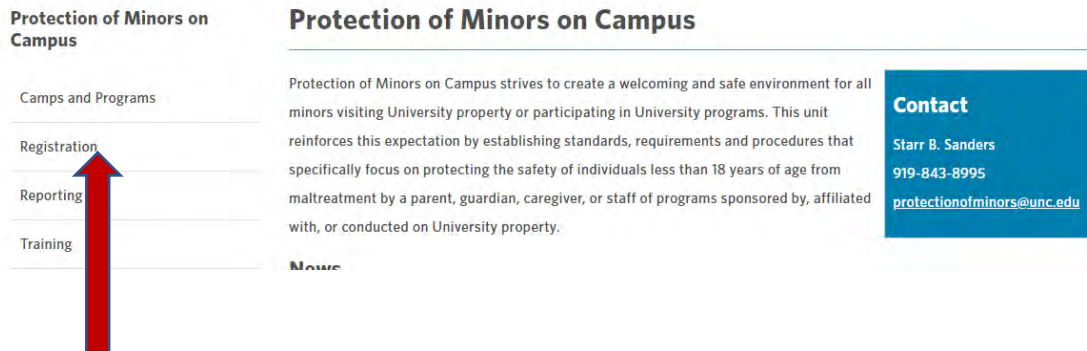 Protection of Minors on
Campus
Camps and Programs
Registration
Reporting
Training
Protection of Minors on Campus
Protection of Minors on Campus strives to create a welcoming and safe environment for all
minors visiting University property or participating in University programs. This unit
reinforces this expectation by establishing standards, requirements and procedures that
specifically focus on protecting the safety of individuals less than 18 years of age from
maltreatment by a parent, guardian, caregiver, or staff of programs sponsored by, affiliated
with, or conducted on University property.
News
Contact
Starr B. Sanders
919-843-8995
protectionofminors@unc.edu